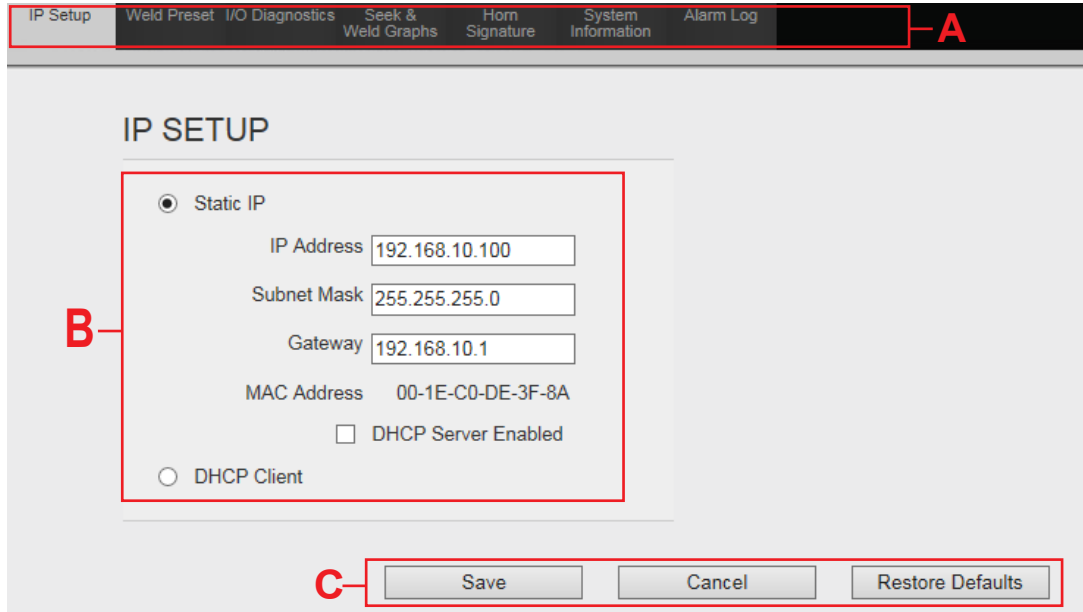 IP Setup Weld Preset I/O Diagnostics Seek & Horn System Alarm Log
Weld Graphs Signature Information
A
IP SETUP
Static IP
IP Address 192.168.10.100
Subnet Mask 255.255.255.0
B
Gateway 192.168.10.1
MAC Address 00-1E-C0-DE-3F-8A
DHCP Server Enabled
DHCP Client
C
Save Cancel Restore Defaults